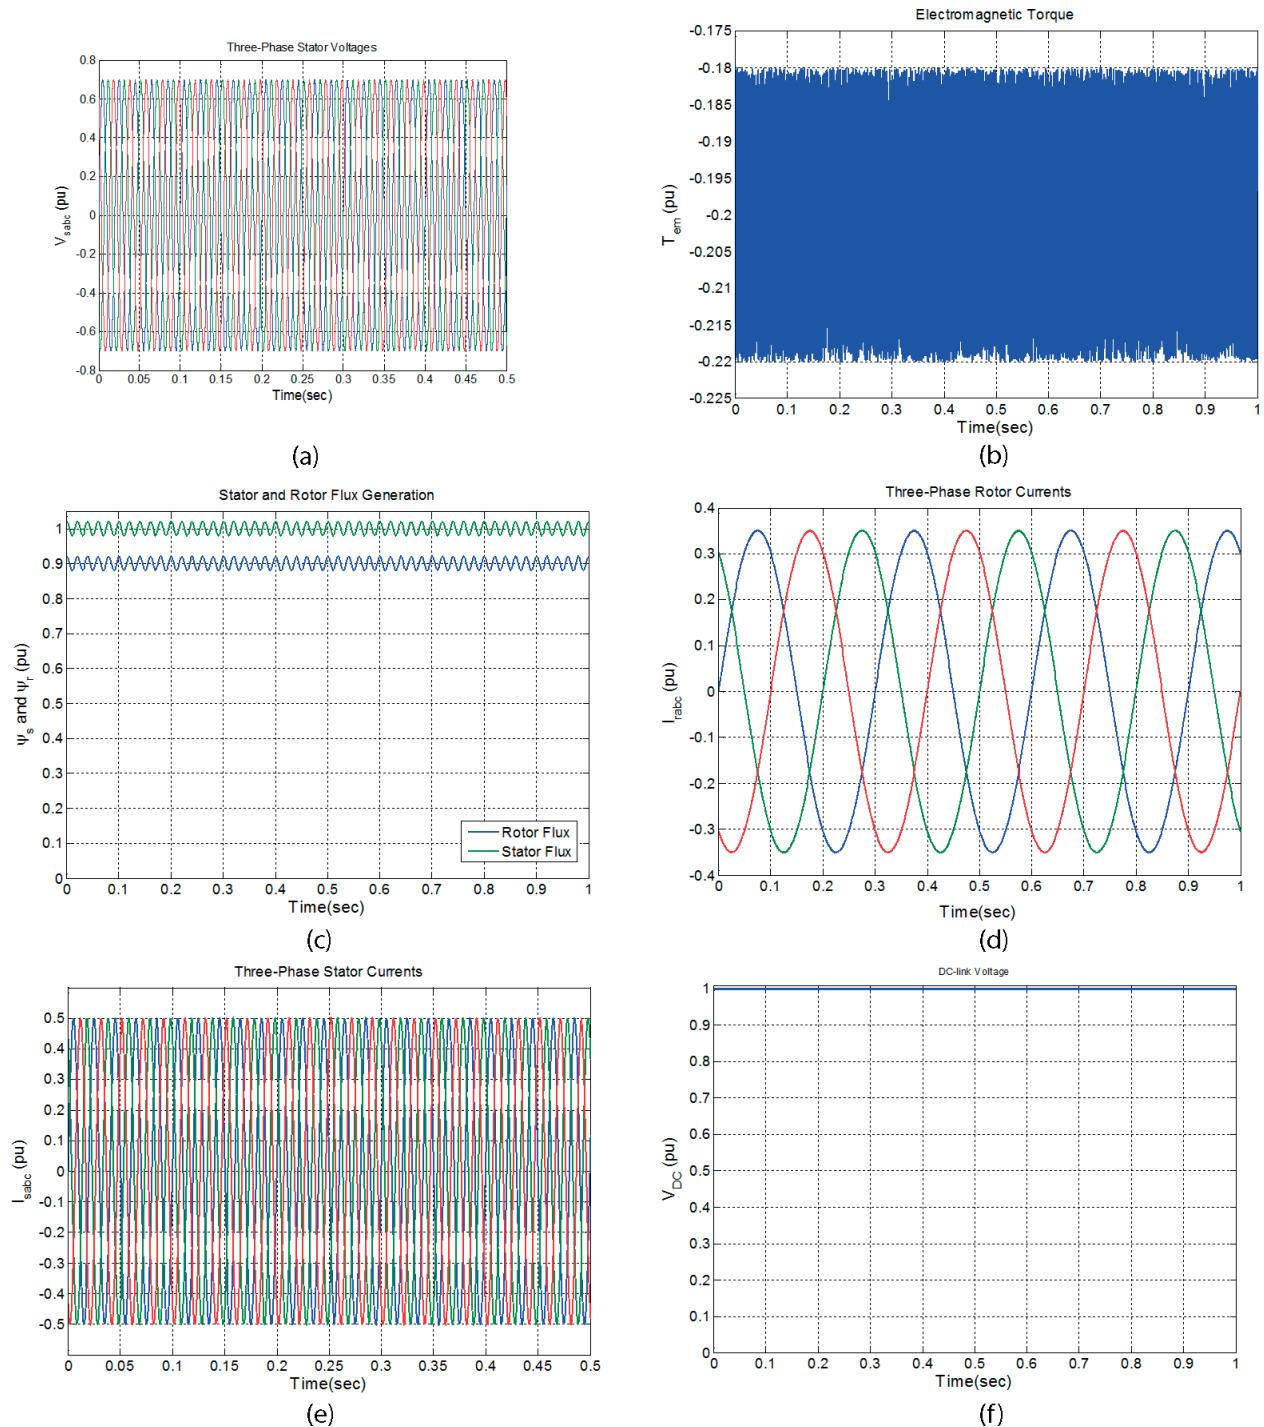 Three-Phase Stator Voltages
0.8
0.6
0.4
0.2
0
-0.2
-0.4
-0.6
-0.8
V_sabc (pu)
0 0.05 0.1 0.15 0.2 0.25 0.3 0.35 0.4 0.45 0.5
Time(sec)
(a)
Electromagnetic Torque
-0.175
-0.18
-0.185
-0.19
-0.195
-0.2
-0.205
-0.21
-0.215
-0.22
-0.225
T_em (pu)
0 0.1 0.2 0.3 0.4 0.5 0.6 0.7 0.8 0.9 1
Time(sec)
(b)
Stator and Rotor Flux Generation
1
0.9
0.8
0.9
0.6
0.5
0.4
0.3
0.2
0.1
0
Ψ_s and Ψ_r (pu)
Rotor Flux
Stator Flux
0 0.1 0.2 0.3 0.4 0.5 0.6 0.7 0.8 0.9 1
Time(sec)
(c)
Three-Phase Rotor Currents
0.4
0.3
0.2
0.1
0
-0.1
-0.2
-0.3
-0.4
I_rabc (pu)
0 0.1 0.2 0.3 0.4 0.5 0.6 0.7 0.8 0.9 1
Time(sec)
(d)
Three-Phase Stator Currents
0.5
0.4
0.3
0.2
0.1
0
-0.1
-0.2
-0.3
-0.4
-0.5
I_sabc (pu)
0 0.05 0.1 0.15 0.2 0.25 0.3 0.35 0.4 0.45 0.5
Time(sec)
(e)
DC-link Voltage
1
0.9
0.8
0.7
0.6
0.5
0.4
0.3
0.2
0.1
0
V_DC (pu)
0 0.1 0.2 0.3 0.4 0.5 0.6 0.7 0.8 0.9 1
Time(sec)
(f)